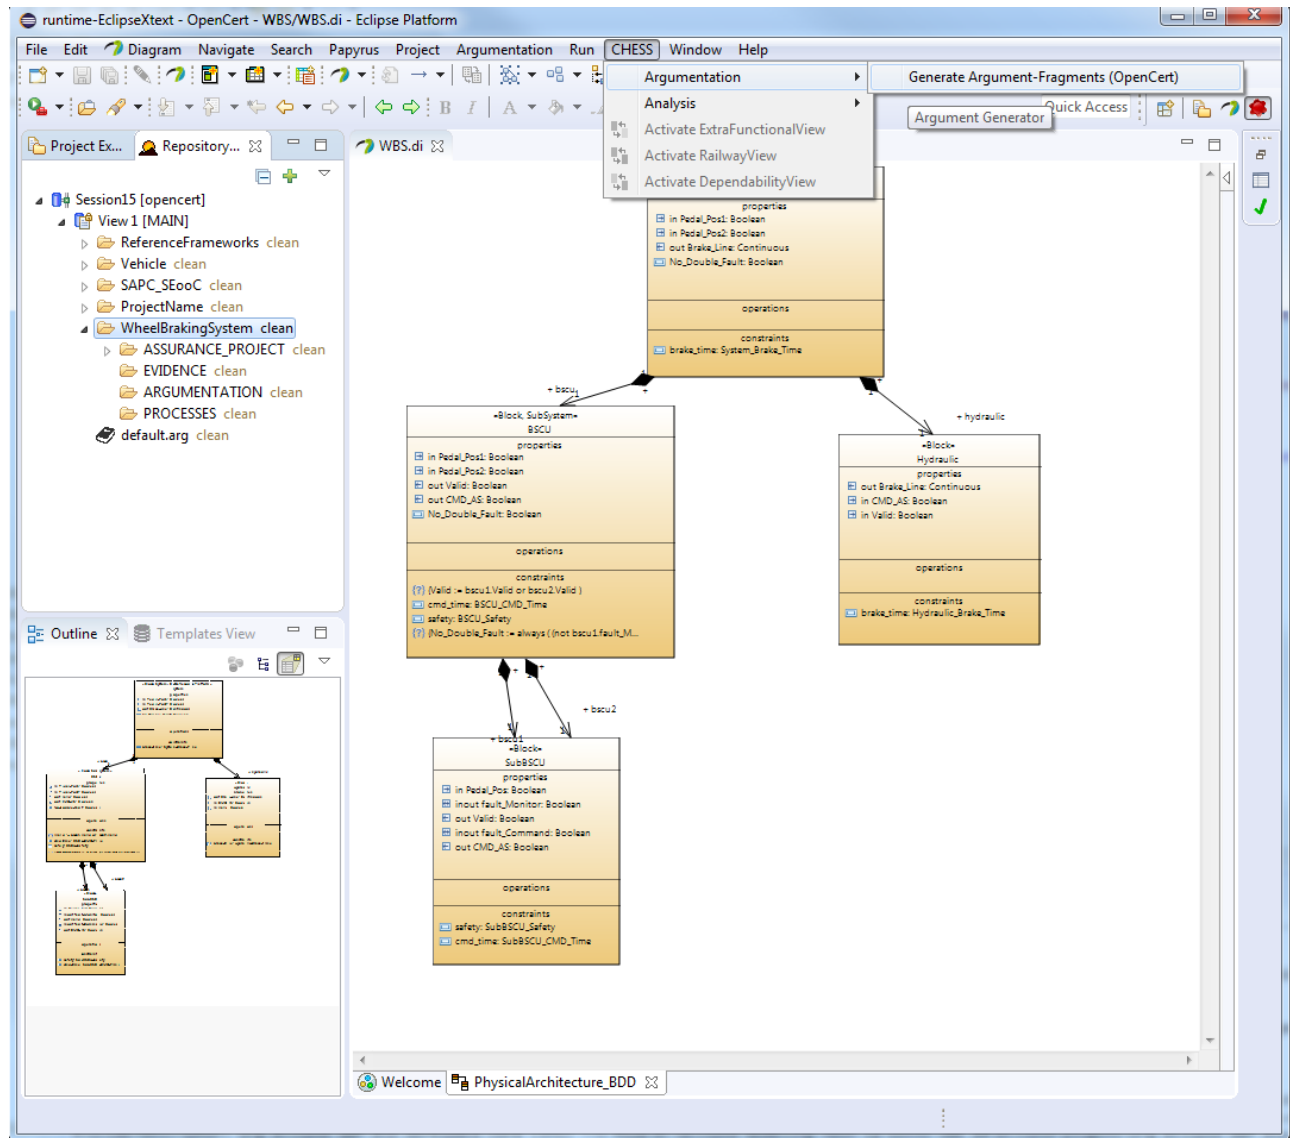 runtime-EclipseXtext - OpenCert - WBS/WBS.di - Eclipse Platform
File Edit Diagram Navigate Search Papyrus Project Argumentation Run CHESS Window Help
Argumentation
Generate Argument-Fragments (OpenCert)
Analysis
Quick Access
Argument Generator
Activate ExtraFunctionalView
Activate RailwayView
Activate DependabilityView
Project Ex...
Repository...
WBS.di
Session15 [opencert]
View 1 [MAIN]
ReferenceFrameworks clean
Vehicle clean
SAPC_SEooC clean
ProjectName clean
WheelBrakingSystem clean
ASSURANCE_PROJECT clean
EVIDENCE clean
ARGUMENTATION clean
PROCESSES clean
default.arg clean
properties
in Pedal_Pos1: Boolean
in Pedal_Pos2: Boolean
out Brake_Line: Continuous
No_Double_Fault: Boolean
operations
constraints
brake_time: System_Brake_Time
+ bscu
1
+ hydraulic
«Block, SubSystem»
BSCU
properties
in Pedal_Pos1: Boolean
in Pedal_Pos2: Boolean
out Valid: Boolean
out CMD_AS: Boolean
No_Double_Fault: Boolean
operations
constraints
{?} (Valid := bscu1.Valid or bscu2.Valid )
cmd_time: BSCU_CMD_Time
safety: BSCU_Safety
{?} (No_Double_Fault := always ( (not bscu1.fault_M...
«Block»
Hydraulic
properties
out Brake_Line: Continuous
in CMD_AS: Boolean
in Valid: Boolean
operations
constraints
brake_time: Hydraulic_Brake_Time
+ bscu2
+ bscu1
«Block»
SubBSCU
properties
in Pedal_Pos: Boolean
inout fault_Monitor: Boolean
out Valid: Boolean
inout fault_Command: Boolean
out CMD_AS: Boolean
operations
constraints
safety: SubBSCU_Safety
cmd_time: SubBSCU_CMD_Time
Outline
Templates View
Welcome
PhysicalArchitecture_BDD